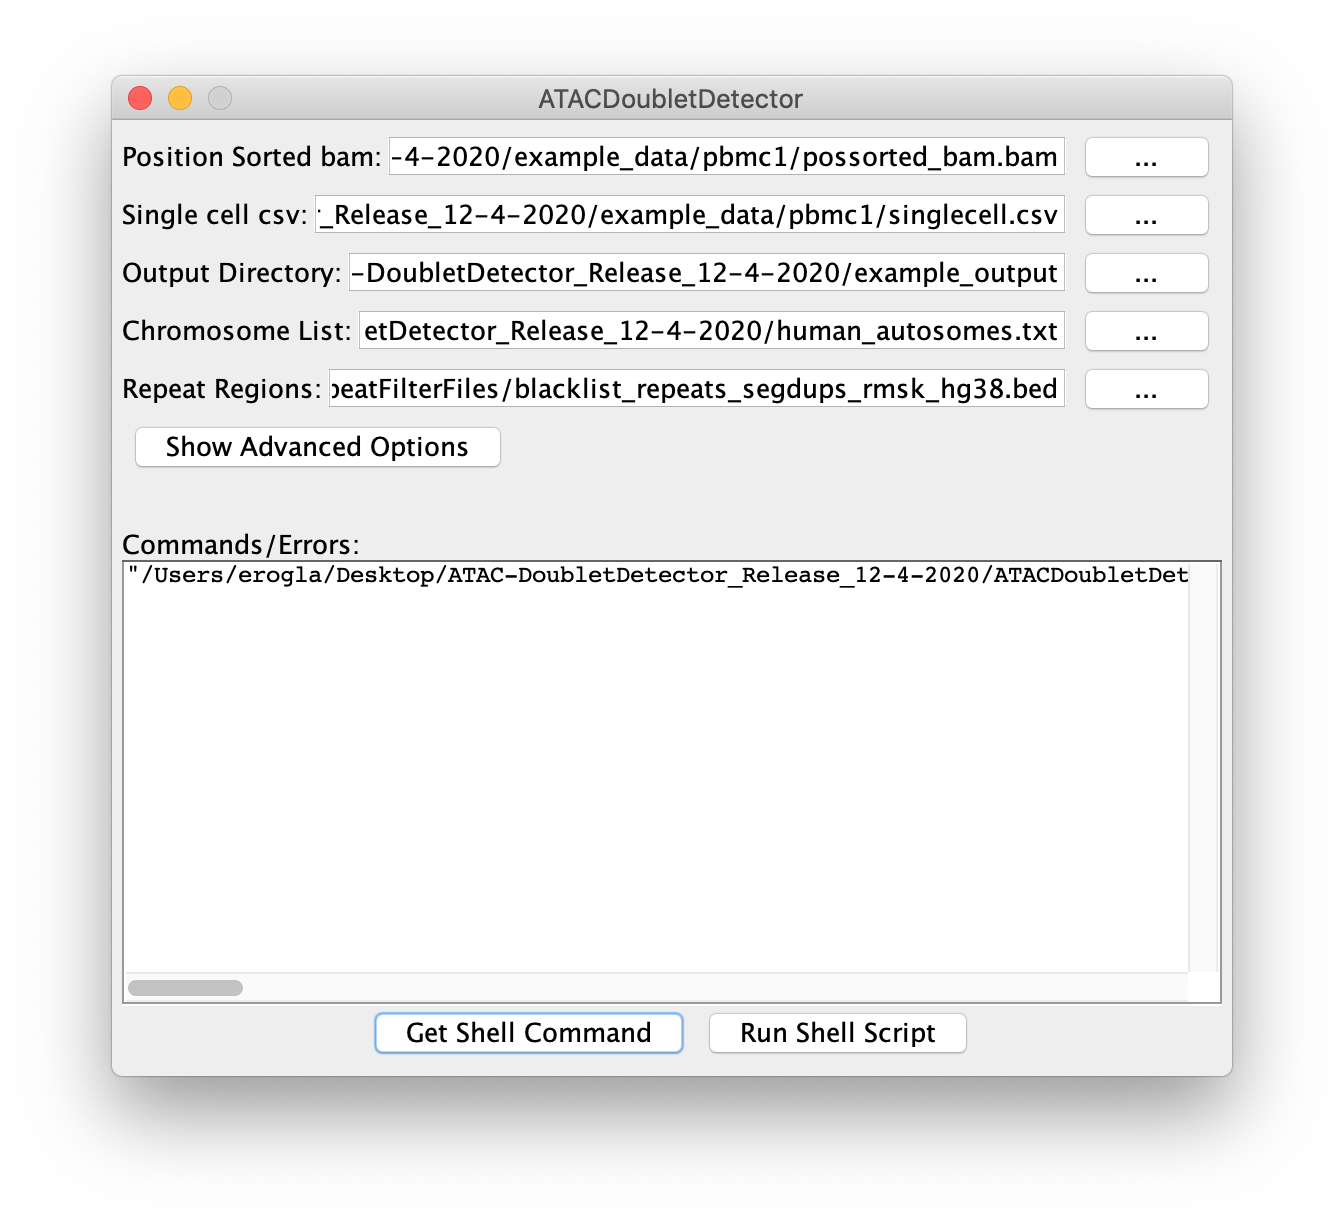 ATACDoubletDetector
Position Sorted bam: -4-2020/example_data/pbmc1/possorted_bam.bam ...
Single cell csv: _Release_12-4-2020/example_data/pbmc1/singlecell.csv ...
Output Directory: -DoubletDetector_Release_12-4-2020/example_output ...
Chromosome List: etDetector_Release_12-4-2020/human_autosomes.txt ...
Repeat Regions: peatFilterFiles/blacklist_repeats_segdups_rmsk_hg38.bed ...
Show Advanced Options
Commands/Errors:
"/Users/erogla/Desktop/ATAC-DoubletDetector_Release_12-4-2020/ATACDoubletDet
Get Shell Command Run Shell Script